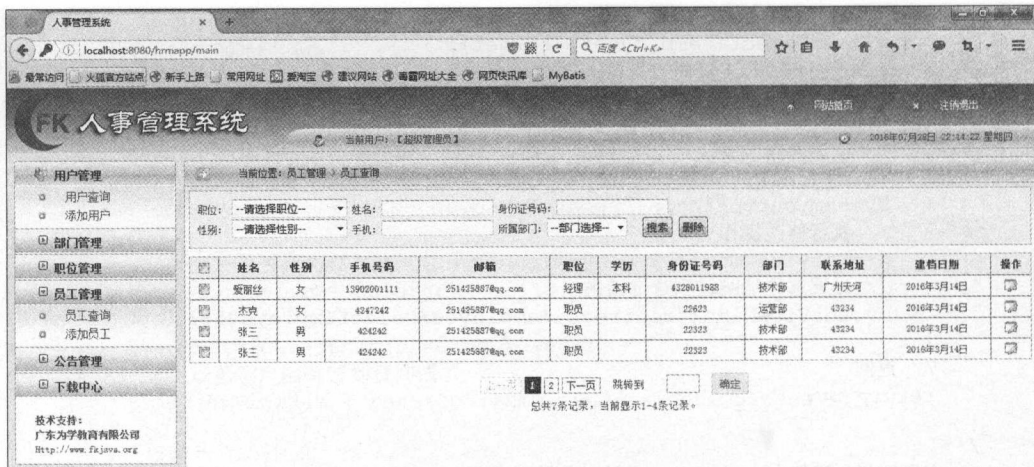 人事管理系统
localhost:8080/hrmapp/main
百度 <Ctrl+K>
最常访问 火狐官方站点 新手上路 常用网址 爱淘宝 建议网站 毒霸网址大全 网页快讯库 MyBatis
网站首页 注销退出
FK 人事管理系统
当前用户:【超级管理员】
2016年07月28日 22:44:22 星期四
用户管理
用户查询
添加用户
部门管理
职位管理
员工管理
员工查询
添加员工
公告管理
下载中心
技术支持:
广东为学教育有限公司
Http://www.fkjava.org
当前位置:员工管理 > 员工查询
职位: --请选择职位-- 姓名: 身份证号码:
性别: --请选择性别-- 手机: 所属部门: --部门选择-- 搜索 删除
姓名 性别 手机号码 邮箱 职位 学历 身份证号码 部门 联系地址 建档日期 操作
爱丽丝 女 13902001111 251425887@qq.com 经理 本科 4328011988 技术部 广州天河 2016年3月14日
杰克 女 4247242 251425887@qq.com 职员 22623 运营部 43234 2016年3月14日
张三 男 424242 251425887@qq.com 职员 22323 技术部 43234 2016年3月14日
张三 男 424242 251425887@qq.com 职员 22323 技术部 43234 2016年3月14日
上一页 1 2 下一页 跳转到 确定
总共7条记录,当前显示1-4条记录。